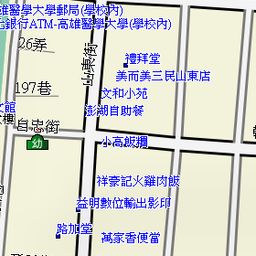 雄醫學大學郵局(學校內)
銀行ATM-高雄醫學大學(學校內)
26弄
山東街
禮拜堂
美而美三民山東店
197巷
文和小苑
文館
澎湖自助餐
自忠街
幼
小高飯糰
祥豪記火雞肉飯
益明數位輸出影印
路加堂
萬家香便當